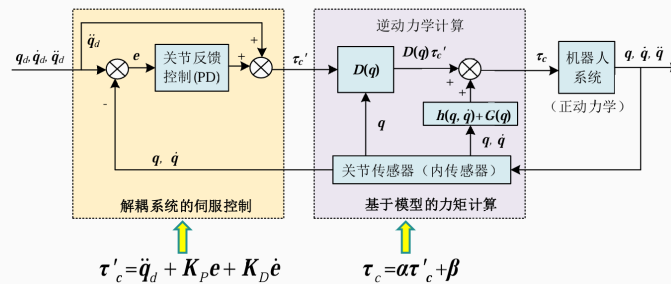 逆动力学计算
q_d, q̇_d, q̈_d
q̈_d
e
关节反馈
控制(PD)
+
+
τ_c′
D(q)
D(q)τ_c′
+
+
τ_c
机器人
系统
q, q̇, q̈
（正动力学）
-
h(q, q̇)+G(q)
q
q, q̇
q, q̇
关节传感器（内传感器）
解耦系统的伺服控制
基于模型的力矩计算
τ′_c=q̈_d + K_P e + K_D ė
τ_c=ατ′_c+β